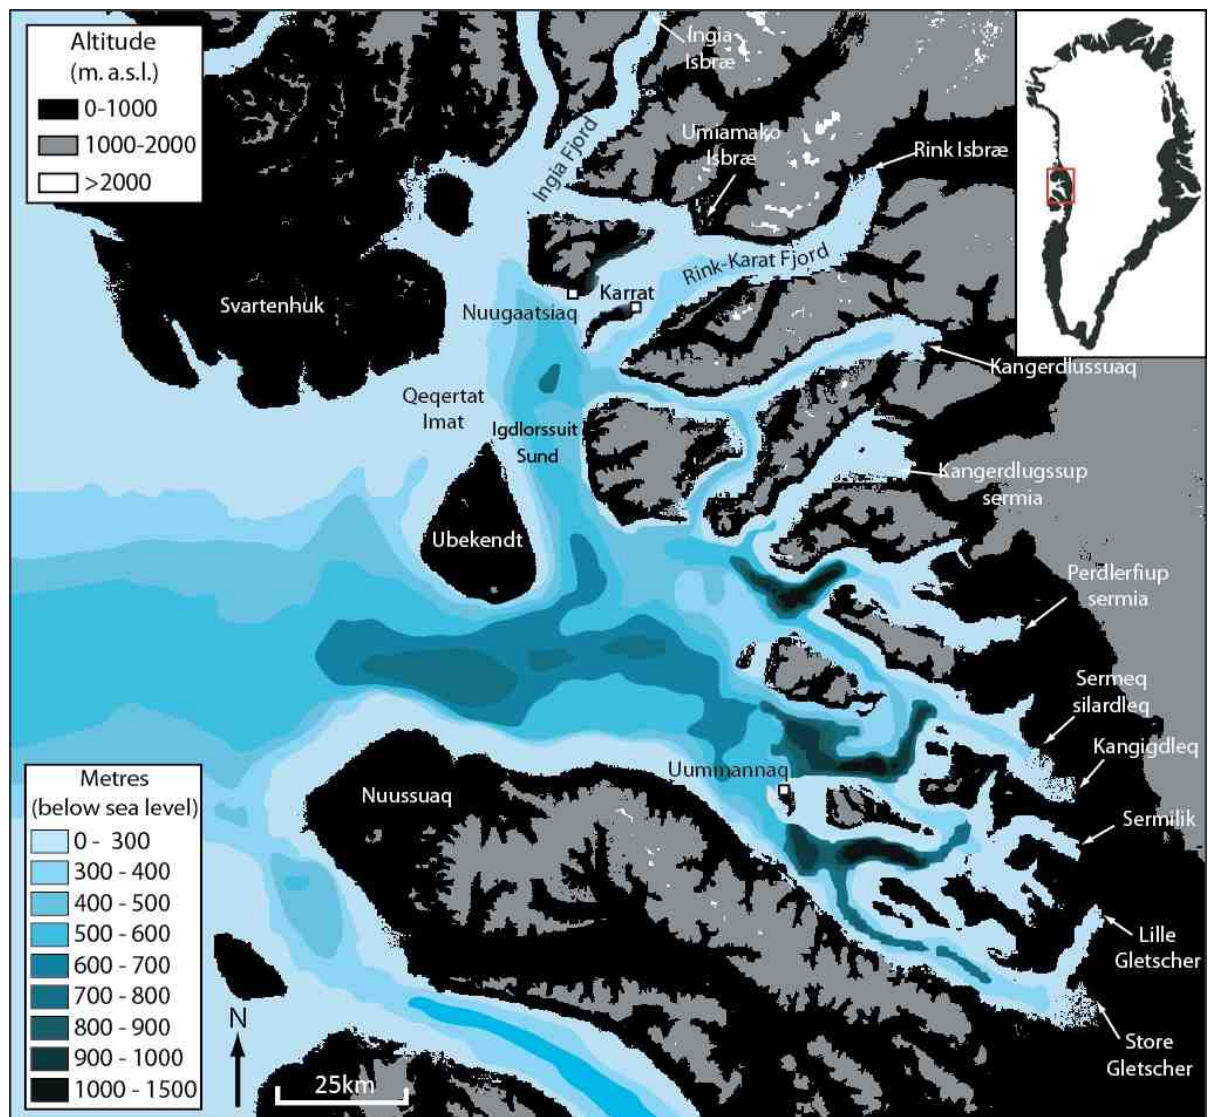 Altitude
(m. a.s.l.)
0-1000
1000-2000
>2000
Ingia
Isbræ
Ingia Fjord
Umiamako
Isbræ
Rink Isbræ
Rink-Karat Fjord
Svartenhuk
Nuugaatsiaq
Karrat
Kangerdlussuaq
Qeqertat
Imat
Igdlorssuit
Sund
Kangerdlugssup
sermia
Ubekendt
Perdlerfiup
sermia
Sermeq
silardleq
Kangigdleq
Uummannaq
Nuussuaq
Sermilik
Lille
Gletscher
Store
Gletscher
Metres
(below sea level)
0 - 300
300 - 400
400 - 500
500 - 600
600 - 700
700 - 800
800 - 900
900 - 1000
1000 - 1500
N
25km